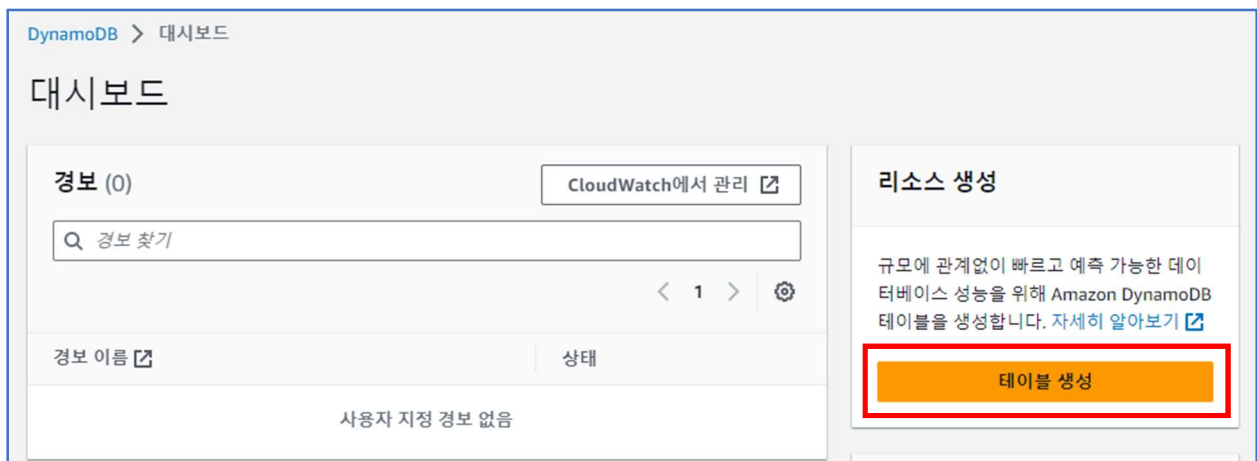 DynamoDB > 대시보드
대시보드
경보 (0)
CloudWatch에서 관리
경보 찾기
< 1 >
경보 이름
상태
사용자 지정 경보 없음
리소스 생성
규모에 관계없이 빠르고 예측 가능한 데이
터베이스 성능을 위해 Amazon DynamoDB
테이블을 생성합니다. 자세히 알아보기
테이블 생성